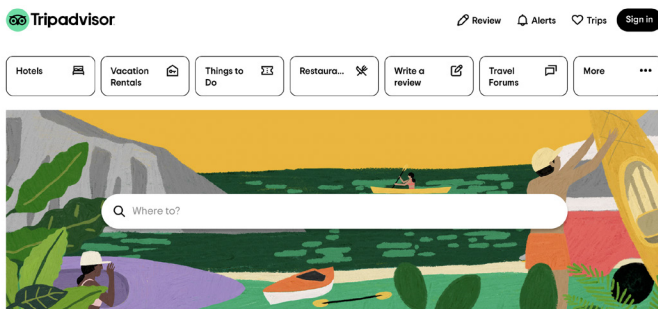 Tripadvisor
Review
Alerts
Trips
Sign in
Hotels
Vacation
Rentals
Things to
Do
Restaura...
Write a
review
Travel
Forums
More
Where to?